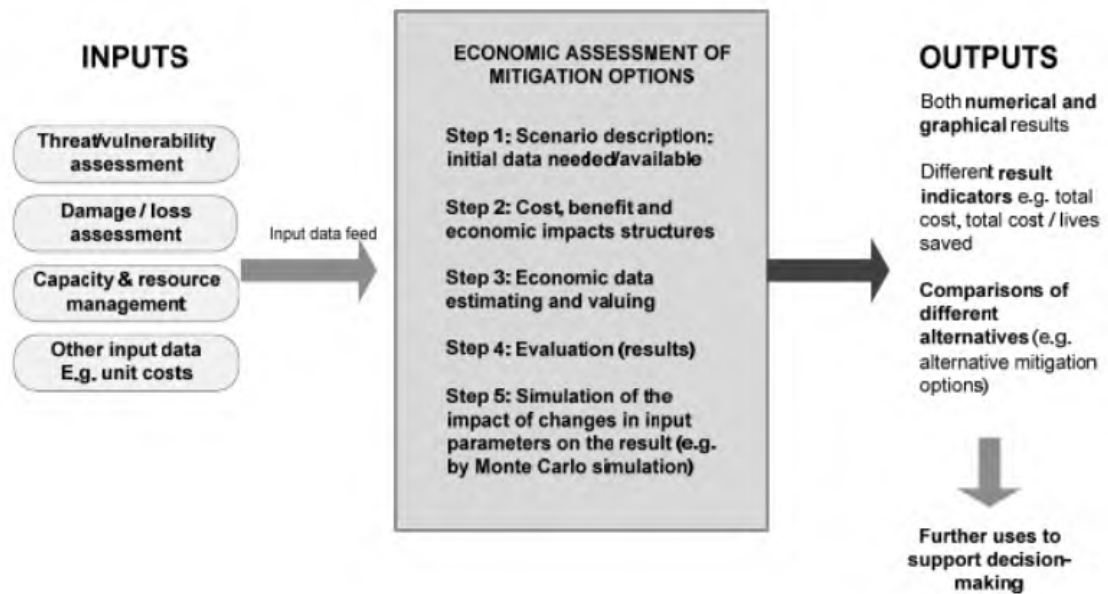 INPUTS
Threat/vulnerability
assessment
Damage / loss
assessment
Capacity & resource
management
Other input data
E.g. unit costs
Input data feed
ECONOMIC ASSESSMENT OF
MITIGATION OPTIONS
Step 1: Scenario description:
initial data needed/available
Step 2: Cost, benefit and
economic impacts structures
Step 3: Economic data
estimating and valuing
Step 4: Evaluation (results)
Step 5: Simulation of the
impact of changes in input
parameters on the result (e.g.
by Monte Carlo simulation)
OUTPUTS
Both numerical and
graphical results
Different result
indicators e.g. total
cost, total cost / lives
saved
Comparisons of
different
alternatives (e.g.
alternative mitigation
options)
Further uses to
support decision-
making